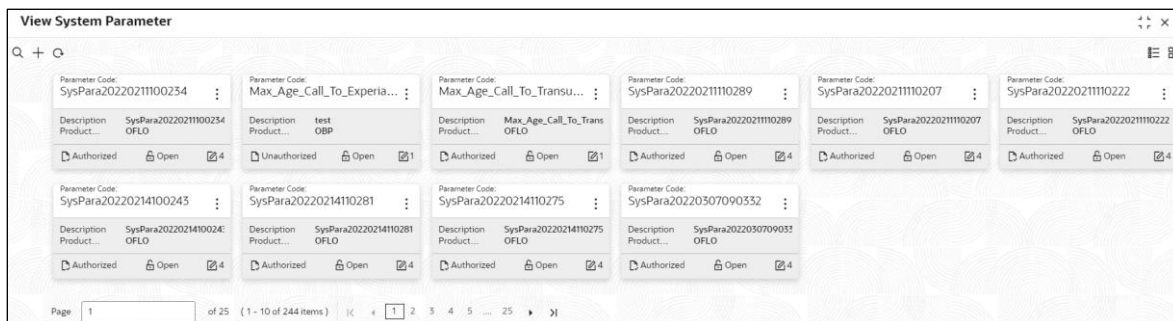 View System Parameter
Parameter Code:
SysPara20220211100234
Description SysPara20220211100234
Product... OFLO
Authorized Open 4
Parameter Code:
Max_Age_Call_To_Experia...
Description test
Product... OBP
Unauthorized Open 1
Parameter Code:
Max_Age_Call_To_Transu...
Description Max_Age_Call_To_Trans
Product... OFLO
Authorized Open 1
Parameter Code:
SysPara20220211110289
Description SysPara20220211110289
Product... OFLO
Authorized Open 4
Parameter Code:
SysPara20220211110207
Description SysPara20220211110207
Product... OFLO
Authorized Open 4
Parameter Code:
SysPara20220211110222
Description SysPara20220211110222
Product... OFLO
Authorized Open 4
Parameter Code:
SysPara20220214100243
Description SysPara2022021410024
Product... OFLO
Authorized Open 4
Parameter Code:
SysPara20220214110281
Description SysPara20220214110281
Product... OFLO
Authorized Open 4
Parameter Code:
SysPara20220214110275
Description SysPara20220214110275
Product... OFLO
Authorized Open 4
Parameter Code:
SysPara20220307090332
Description SysPara2022030709033
Product... OFLO
Authorized Open 4
Page 1 of 25 (1 - 10 of 244 items) 1 2 3 4 5 ... 25